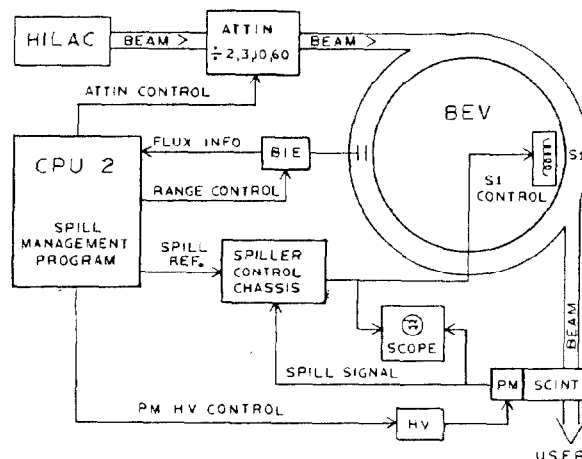 HILAC
BEAM >
ATTIN
÷ 2,3,10,60
BEAM >
ATTIN CONTROL
BEV
CPU 2
SPILL
MANAGEMENT
PROGRAM
FLUX INFO
BIE
RANGE CONTROL
S1
CONTROL
S1
SPILL
REF.
SPILLER
CONTROL
CHASSIS
SCOPE
BEAM
SPILL SIGNAL
PM
SCINT
PM HV CONTROL
HV
USER